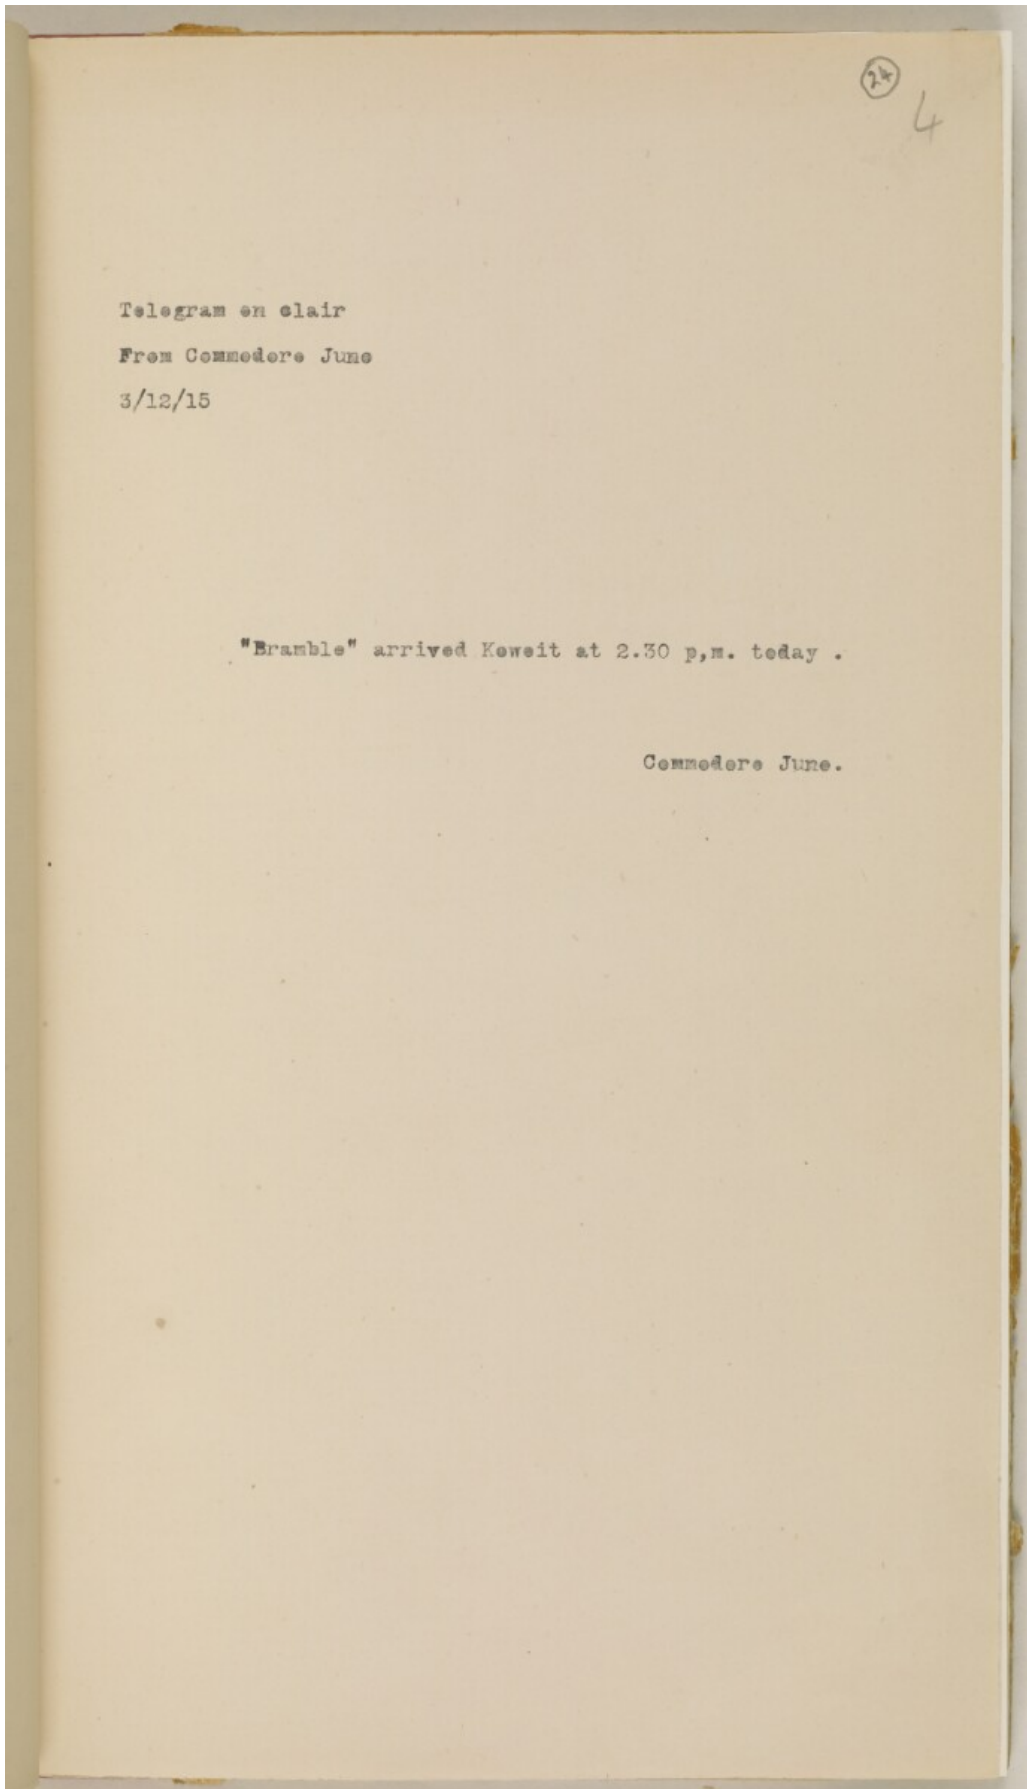 24
4
Telegram en clair
From Commodore June
3/12/15
"Bramble" arrived Koweit at 2.30 p,m. today .
Commodore June.